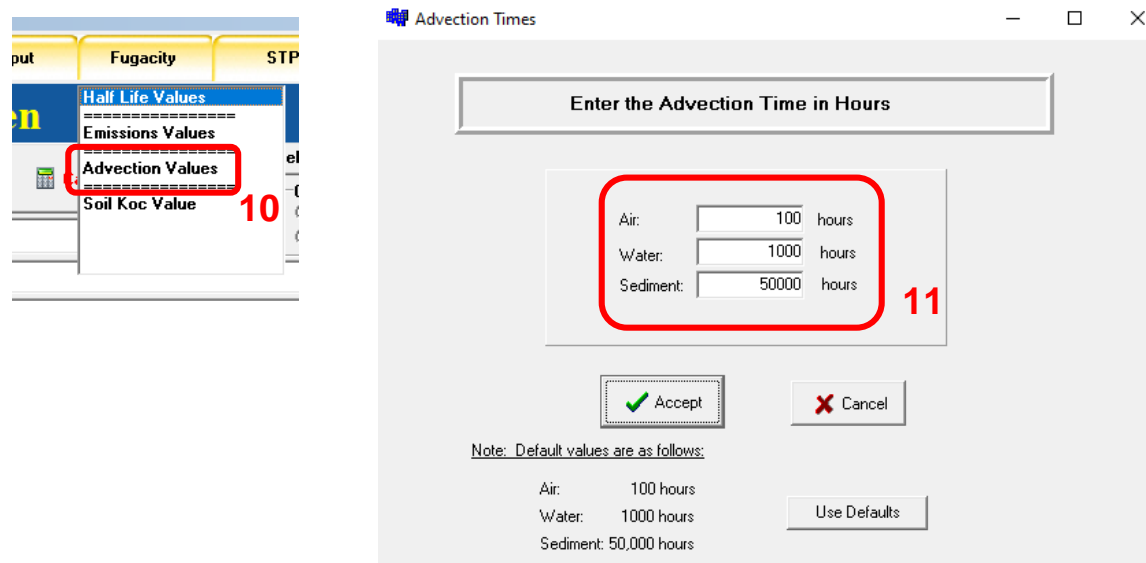 put
Fugacity
STP
en
Half Life Values
================
Emissions Values
================
Advection Values
================
Soil Koc Value
10
Advection Times
Enter the Advection Time in Hours
Air: 100 hours
Water: 1000 hours
Sediment: 50000 hours
11
Accept
Cancel
Note: Default values are as follows:
Air: 100 hours
Water: 1000 hours
Sediment: 50,000 hours
Use Defaults